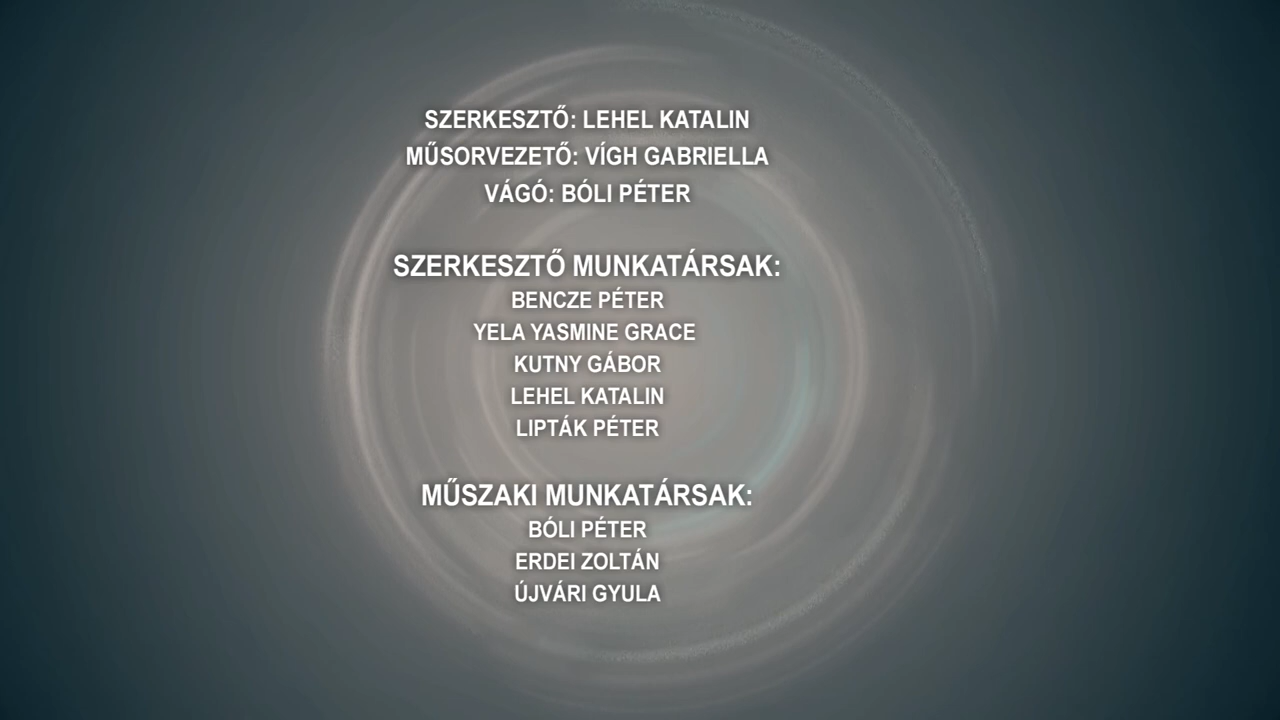 SZERKESZTŐ: LEHEL KATALIN
MŰSORVEZETŐ: VÍGH GABRIELLA
VÁGÓ: BÓLI PÉTER
SZERKESZTŐ MUNKATÁRSAK:
BENCZE PÉTER
YELA YASMINE GRACE
KUTNY GÁBOR
LEHEL KATALIN
LIPTÁK PÉTER
MŰSZAKI MUNKATÁRSAK:
BÓLI PÉTER
ERDEI ZOLTÁN
ÚJVÁRI GYULA